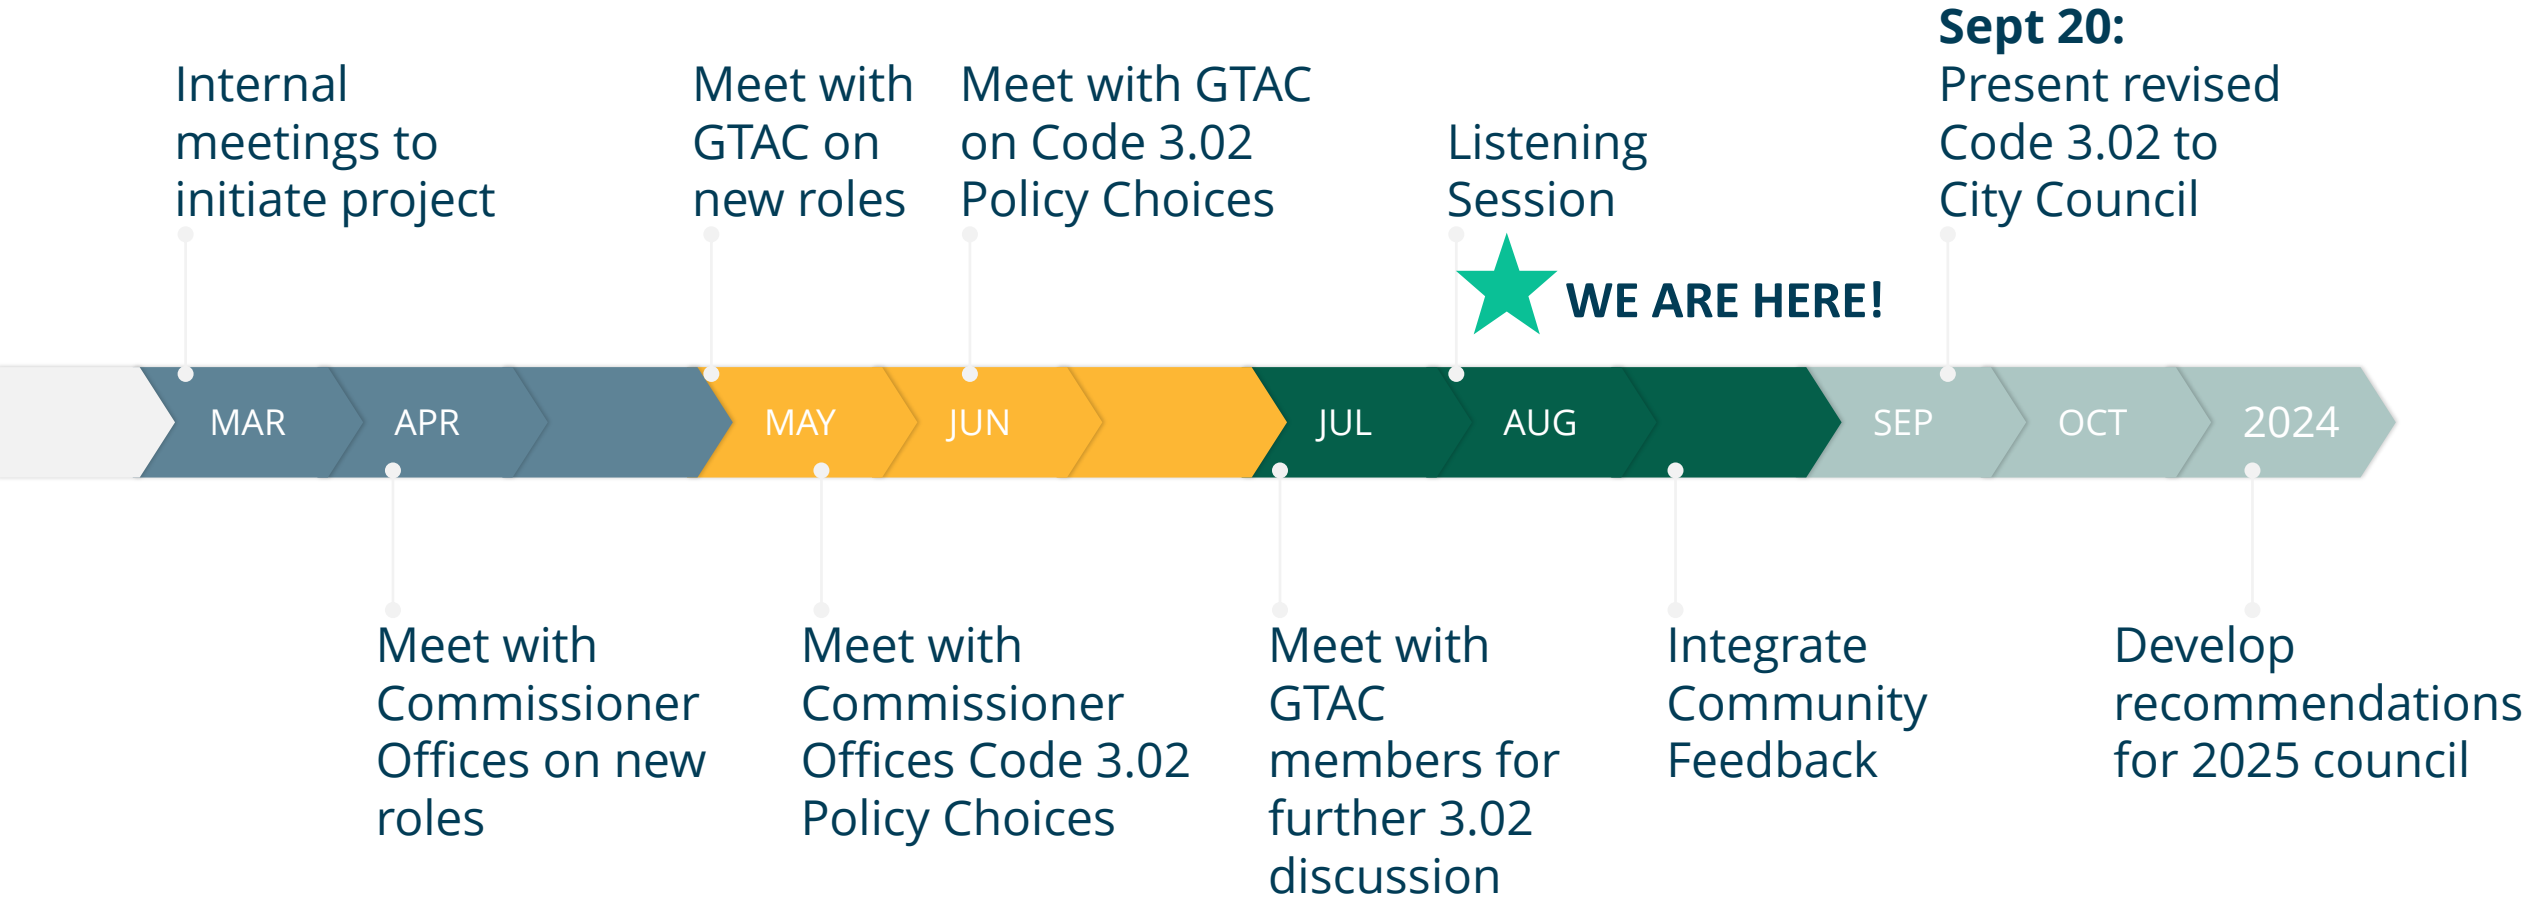 Internal
meetings to
initiate project
Meet with
GTAC on
new roles
Meet with GTAC
on Code 3.02
Policy Choices
Listening
Session
Sept 20:
Present revised
Code 3.02 to
City Council
WE ARE HERE!
MAR
APR
MAY
JUN
JUL
AUG
SEP
OCT
2024
Meet with
Commissioner
Offices on new
roles
Meet with
Commissioner
Offices Code 3.02
Policy Choices
Meet with
GTAC
members for
further 3.02
discussion
Integrate
Community
Feedback
Develop
recommendations
for 2025 council